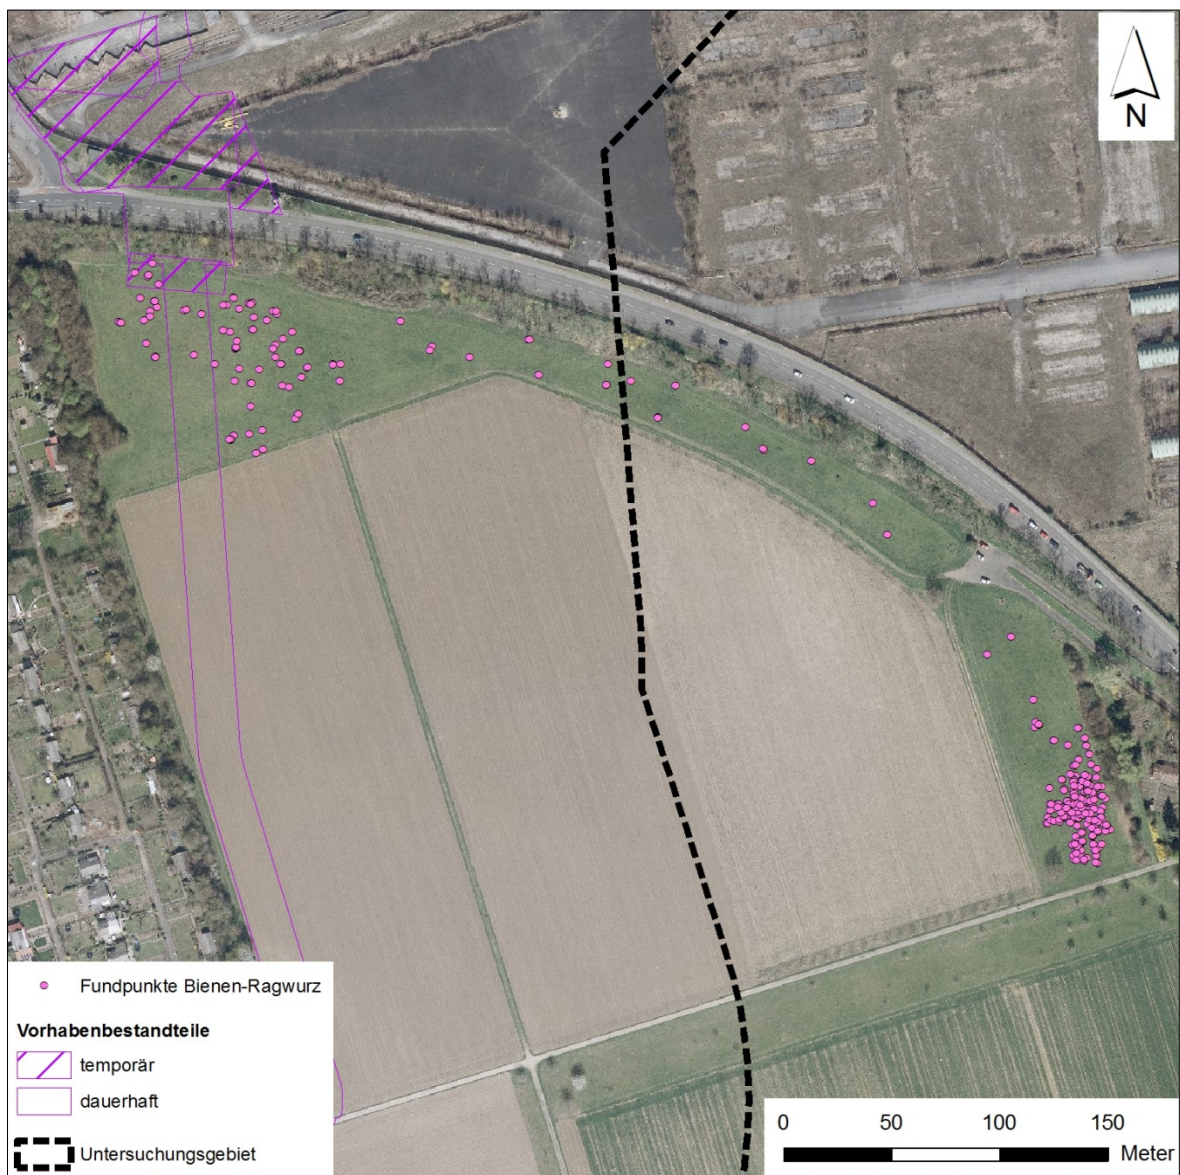 N
Fundpunkte Bienen-Ragwurz
Vorhabenbestandteile
temporär
dauerhaft
Untersuchungsgebiet
0 50 100 150
Meter